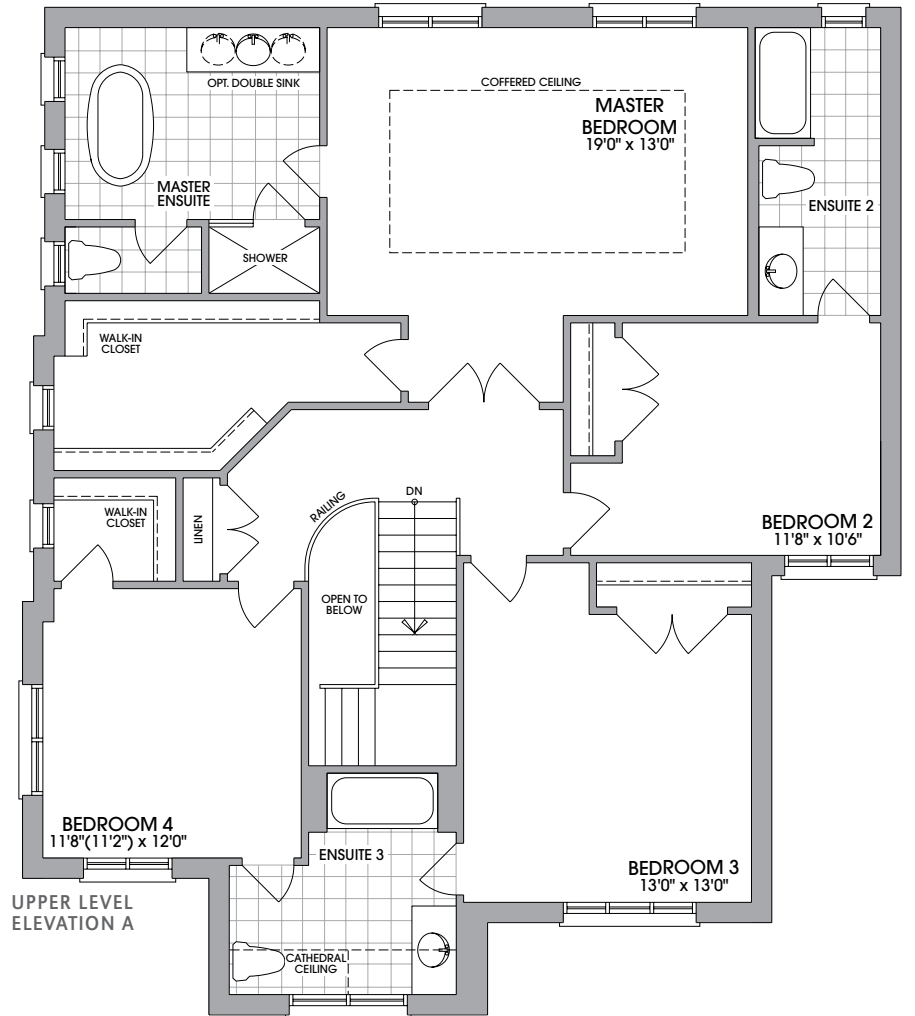 OPT. DOUBLE SINK
COFFERED CEILING
MASTER
BEDROOM
19'0" x 13'0"
MASTER
ENSUITE
ENSUITE 2
SHOWER
WALK-IN
CLOSET
WALK-IN
CLOSET
LINEN
RAILING
DN
BEDROOM 2
11'8" x 10'6"
OPEN TO
BELOW
BEDROOM 4
11'8"(11'2") x 12'0"
ENSUITE 3
BEDROOM 3
13'0" x 13'0"
UPPER LEVEL
ELEVATION A
CATHEDRAL
CEILING